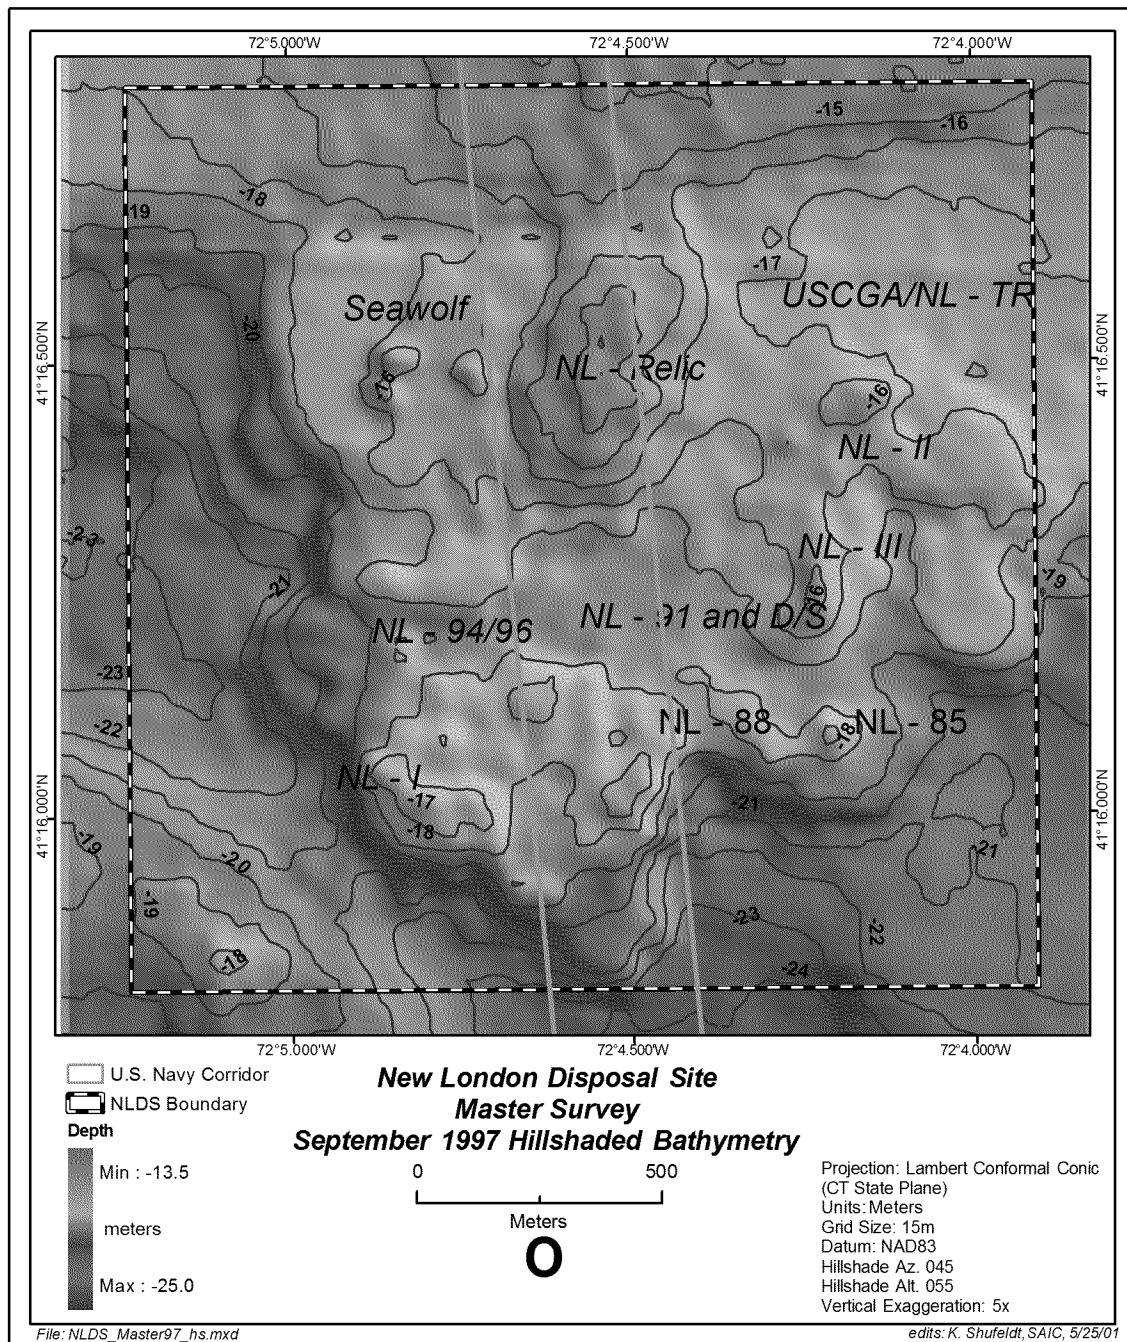 72°5.000'W 72°4.500'W 72°4.000'W
-15
-16
-18
19
-17
Seawolf
USCGA/NL - TR
-20
41°16.500'N
41°16.500'N
NL - Relic
-16
-16
NL - II
-23
NL - III
-19
-21
-16
NL - 91 and D/S
NL - 94/96
-23
-22
NL - 88
-18
NL - 85
NL - I
-17
-21
41°16.000'N
41°16.000'N
-18
-19
-20
21
-19
-23
-22
-18
-24
72°5.000'W 72°4.500'W 72°4.000'W
U.S. Navy Corridor
NLDS Boundary
Depth
Min : -13.5
meters
Max : -25.0
New London Disposal Site
Master Survey
September 1997 Hillshaded Bathymetry
0 500
Meters
O
Projection: Lambert Conformal Conic
(CT State Plane)
Units: Meters
Grid Size: 15m
Datum: NAD83
Hillshade Az. 045
Hillshade Alt. 055
Vertical Exaggeration: 5x
File: NLDS_Master97_hs.mxd
edits: K. Shufeldt, SAIC, 5/25/01